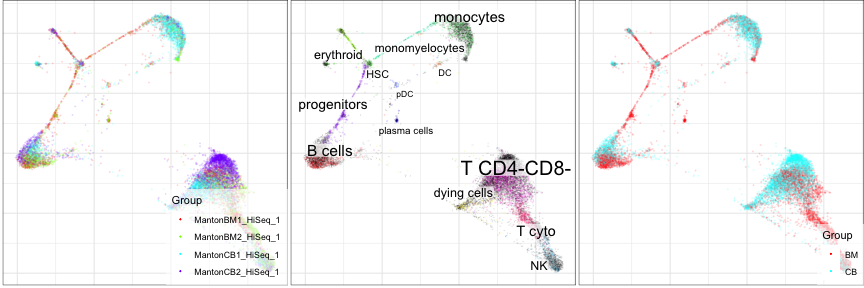 Group
MantonBM1_HiSeq_1
MantonBM2_HiSeq_1
MantonCB1_HiSeq_1
MantonCB2_HiSeq_1
monocytes
monomyelocytes
erythroid
HSC
DC
pDC
progenitors
plasma cells
B cells
T CD4-CD8-
dying cells
T cyto
NK
Group
BM
CB